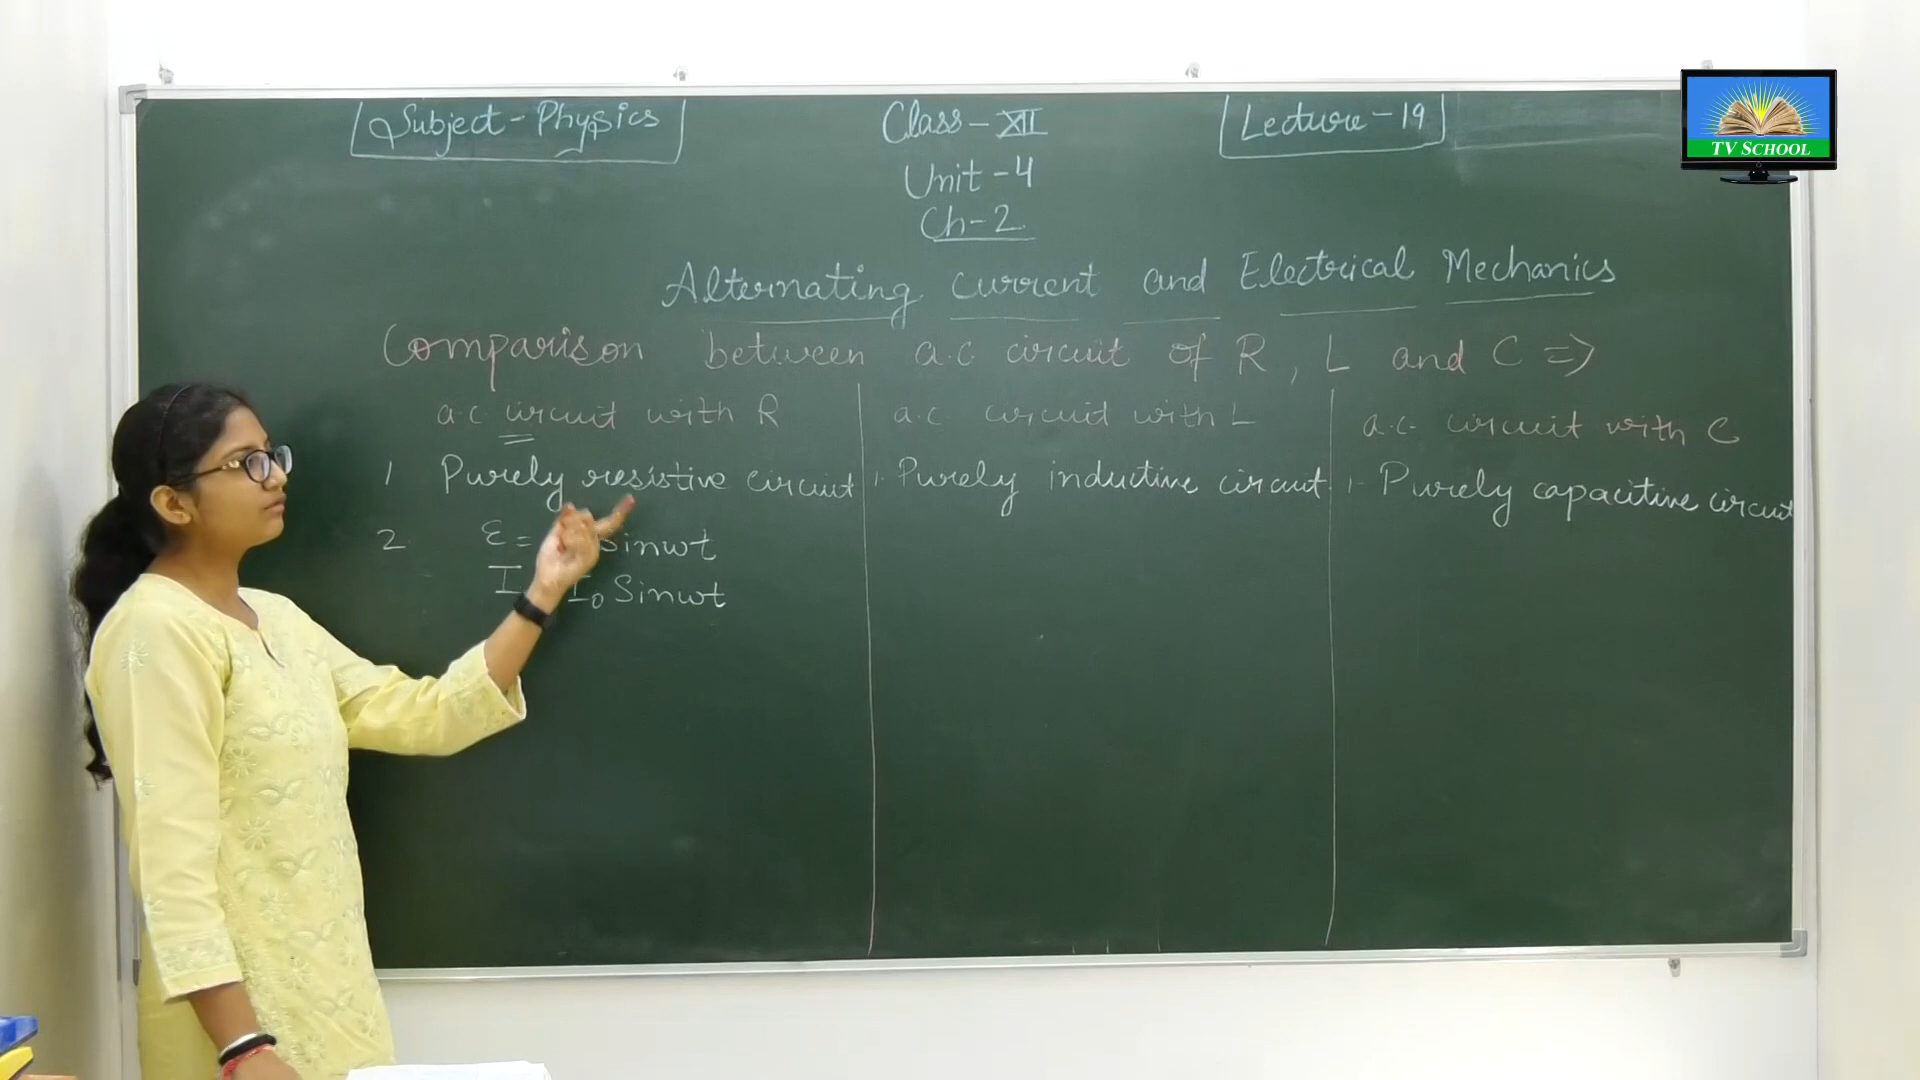 Subject - Physics
Class - XII
Lecture - 19
TV SCHOOL
Unit - 4
Ch - 2
Alternating current and Electrical Mechanics
Comparison between a.c circuit of R, L and C =>
a.c. circuit with R
1 Purely resistive circuit
2 ε = Sinwt
I I₀ Sinwt
a.c. circuit with L
1. Purely inductive circuit
a.c. circuit with C
1. Purely capacitive circuit